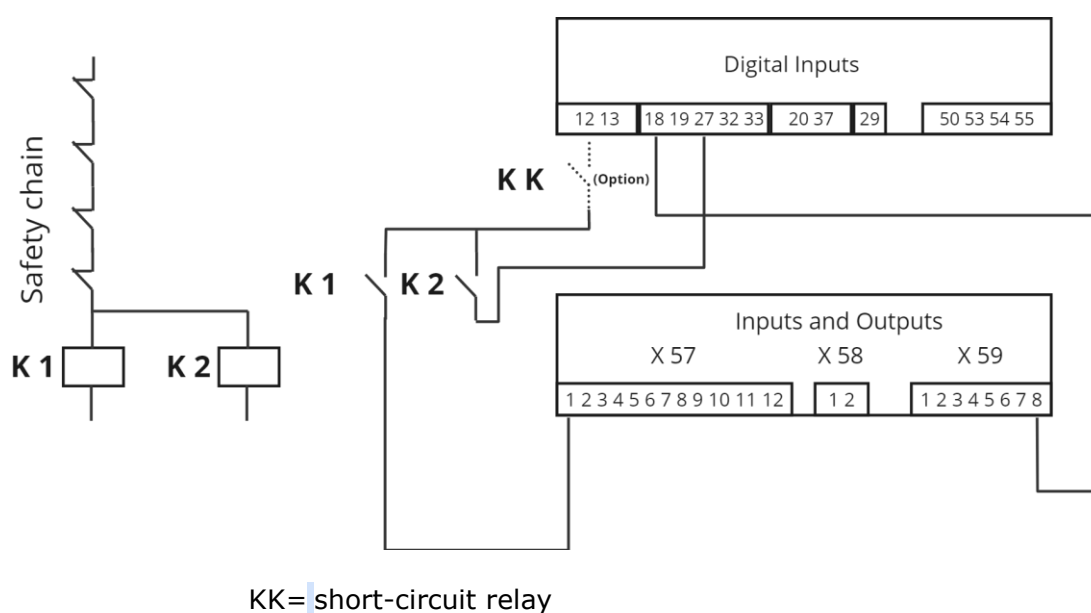 Digital Inputs
12 13 18 19 27 32 33 20 37 29 50 53 54 55
K K (Option)
Safety chain
K 1 K 2
Inputs and Outputs
X 57 X 58 X 59
K 1 K 2
1 2 3 4 5 6 7 8 9 10 11 12 1 2 1 2 3 4 5 6 7 8
KK= short-circuit relay